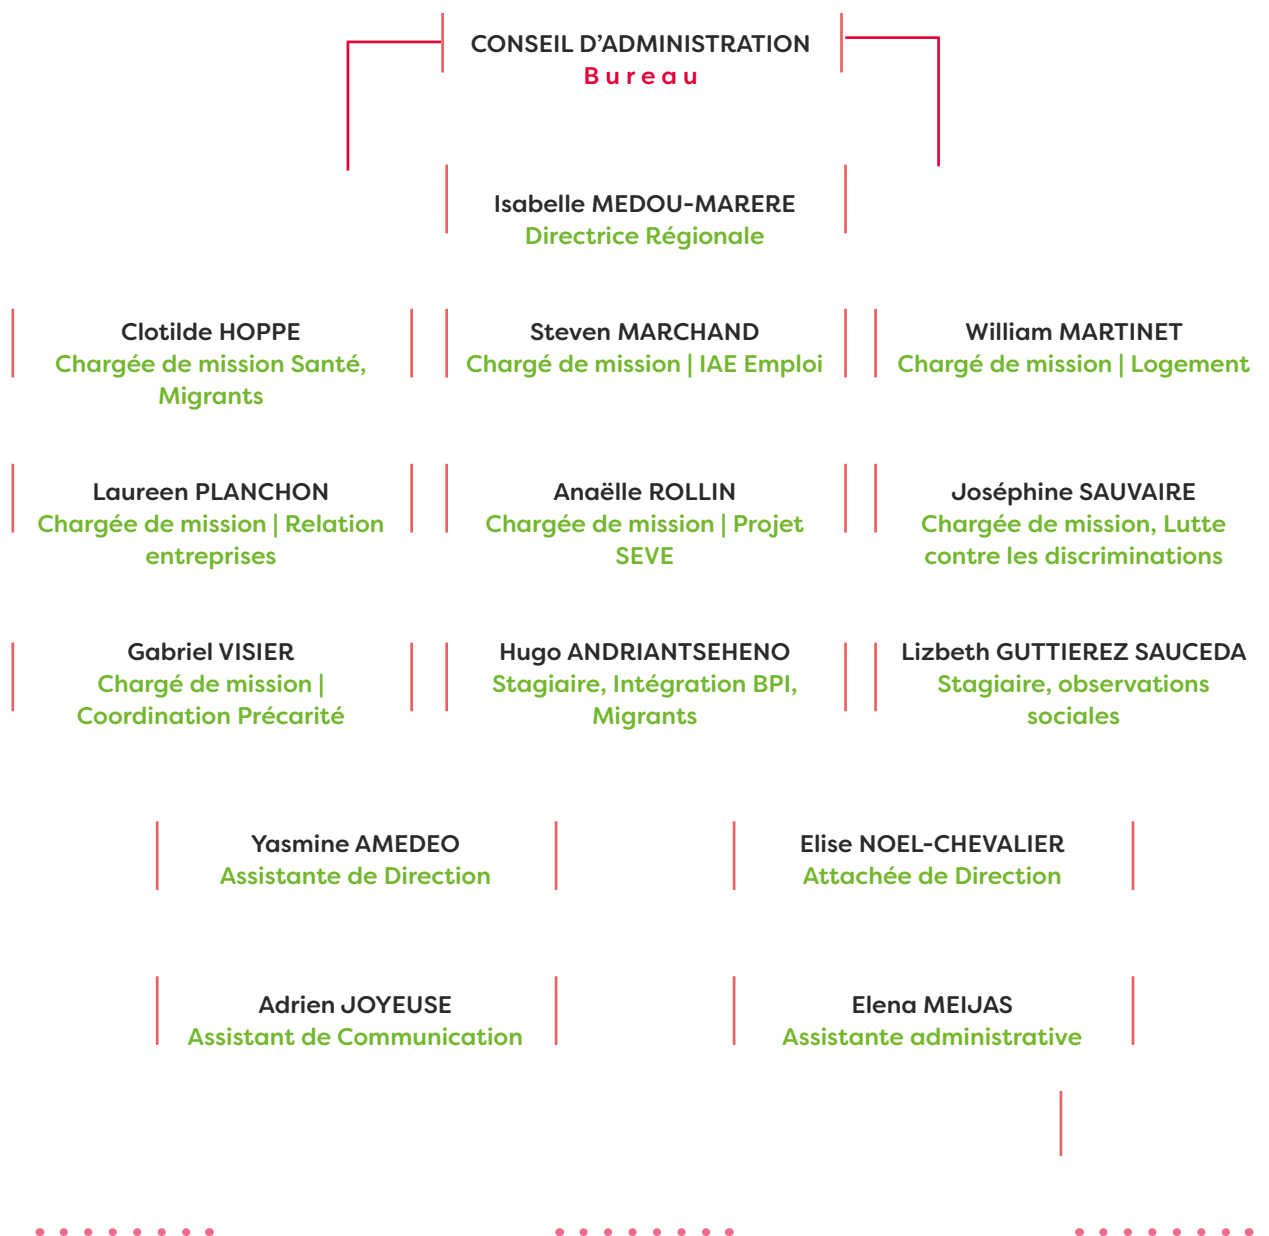 CONSEIL D'ADMINISTRATION
Bureau
Isabelle MEDOU-MARERE
Directrice Régionale
Clotilde HOPPE
Chargée de mission Santé,
Migrants
Steven MARCHAND
Chargé de mission | IAE Emploi
William MARTINET
Chargé de mission | Logement
Laureen PLANCHON
Chargée de mission | Relation
entreprises
Anaëlle ROLLIN
Chargée de mission | Projet
SEVE
Joséphine SAUVAIRE
Chargée de mission, Lutte
contre les discriminations
Gabriel VISIER
Chargé de mission |
Coordination Précarité
Hugo ANDRIANTSEHENO
Stagiaire, Intégration BPI,
Migrants
Lizbeth GUTTIEREZ SAUCEDA
Stagiaire, observations
sociales
Yasmine AMEDEO
Assistante de Direction
Elise NOEL-CHEVALIER
Attachée de Direction
Adrien JOYEUSE
Assistant de Communication
Elena MEIJAS
Assistante administrative